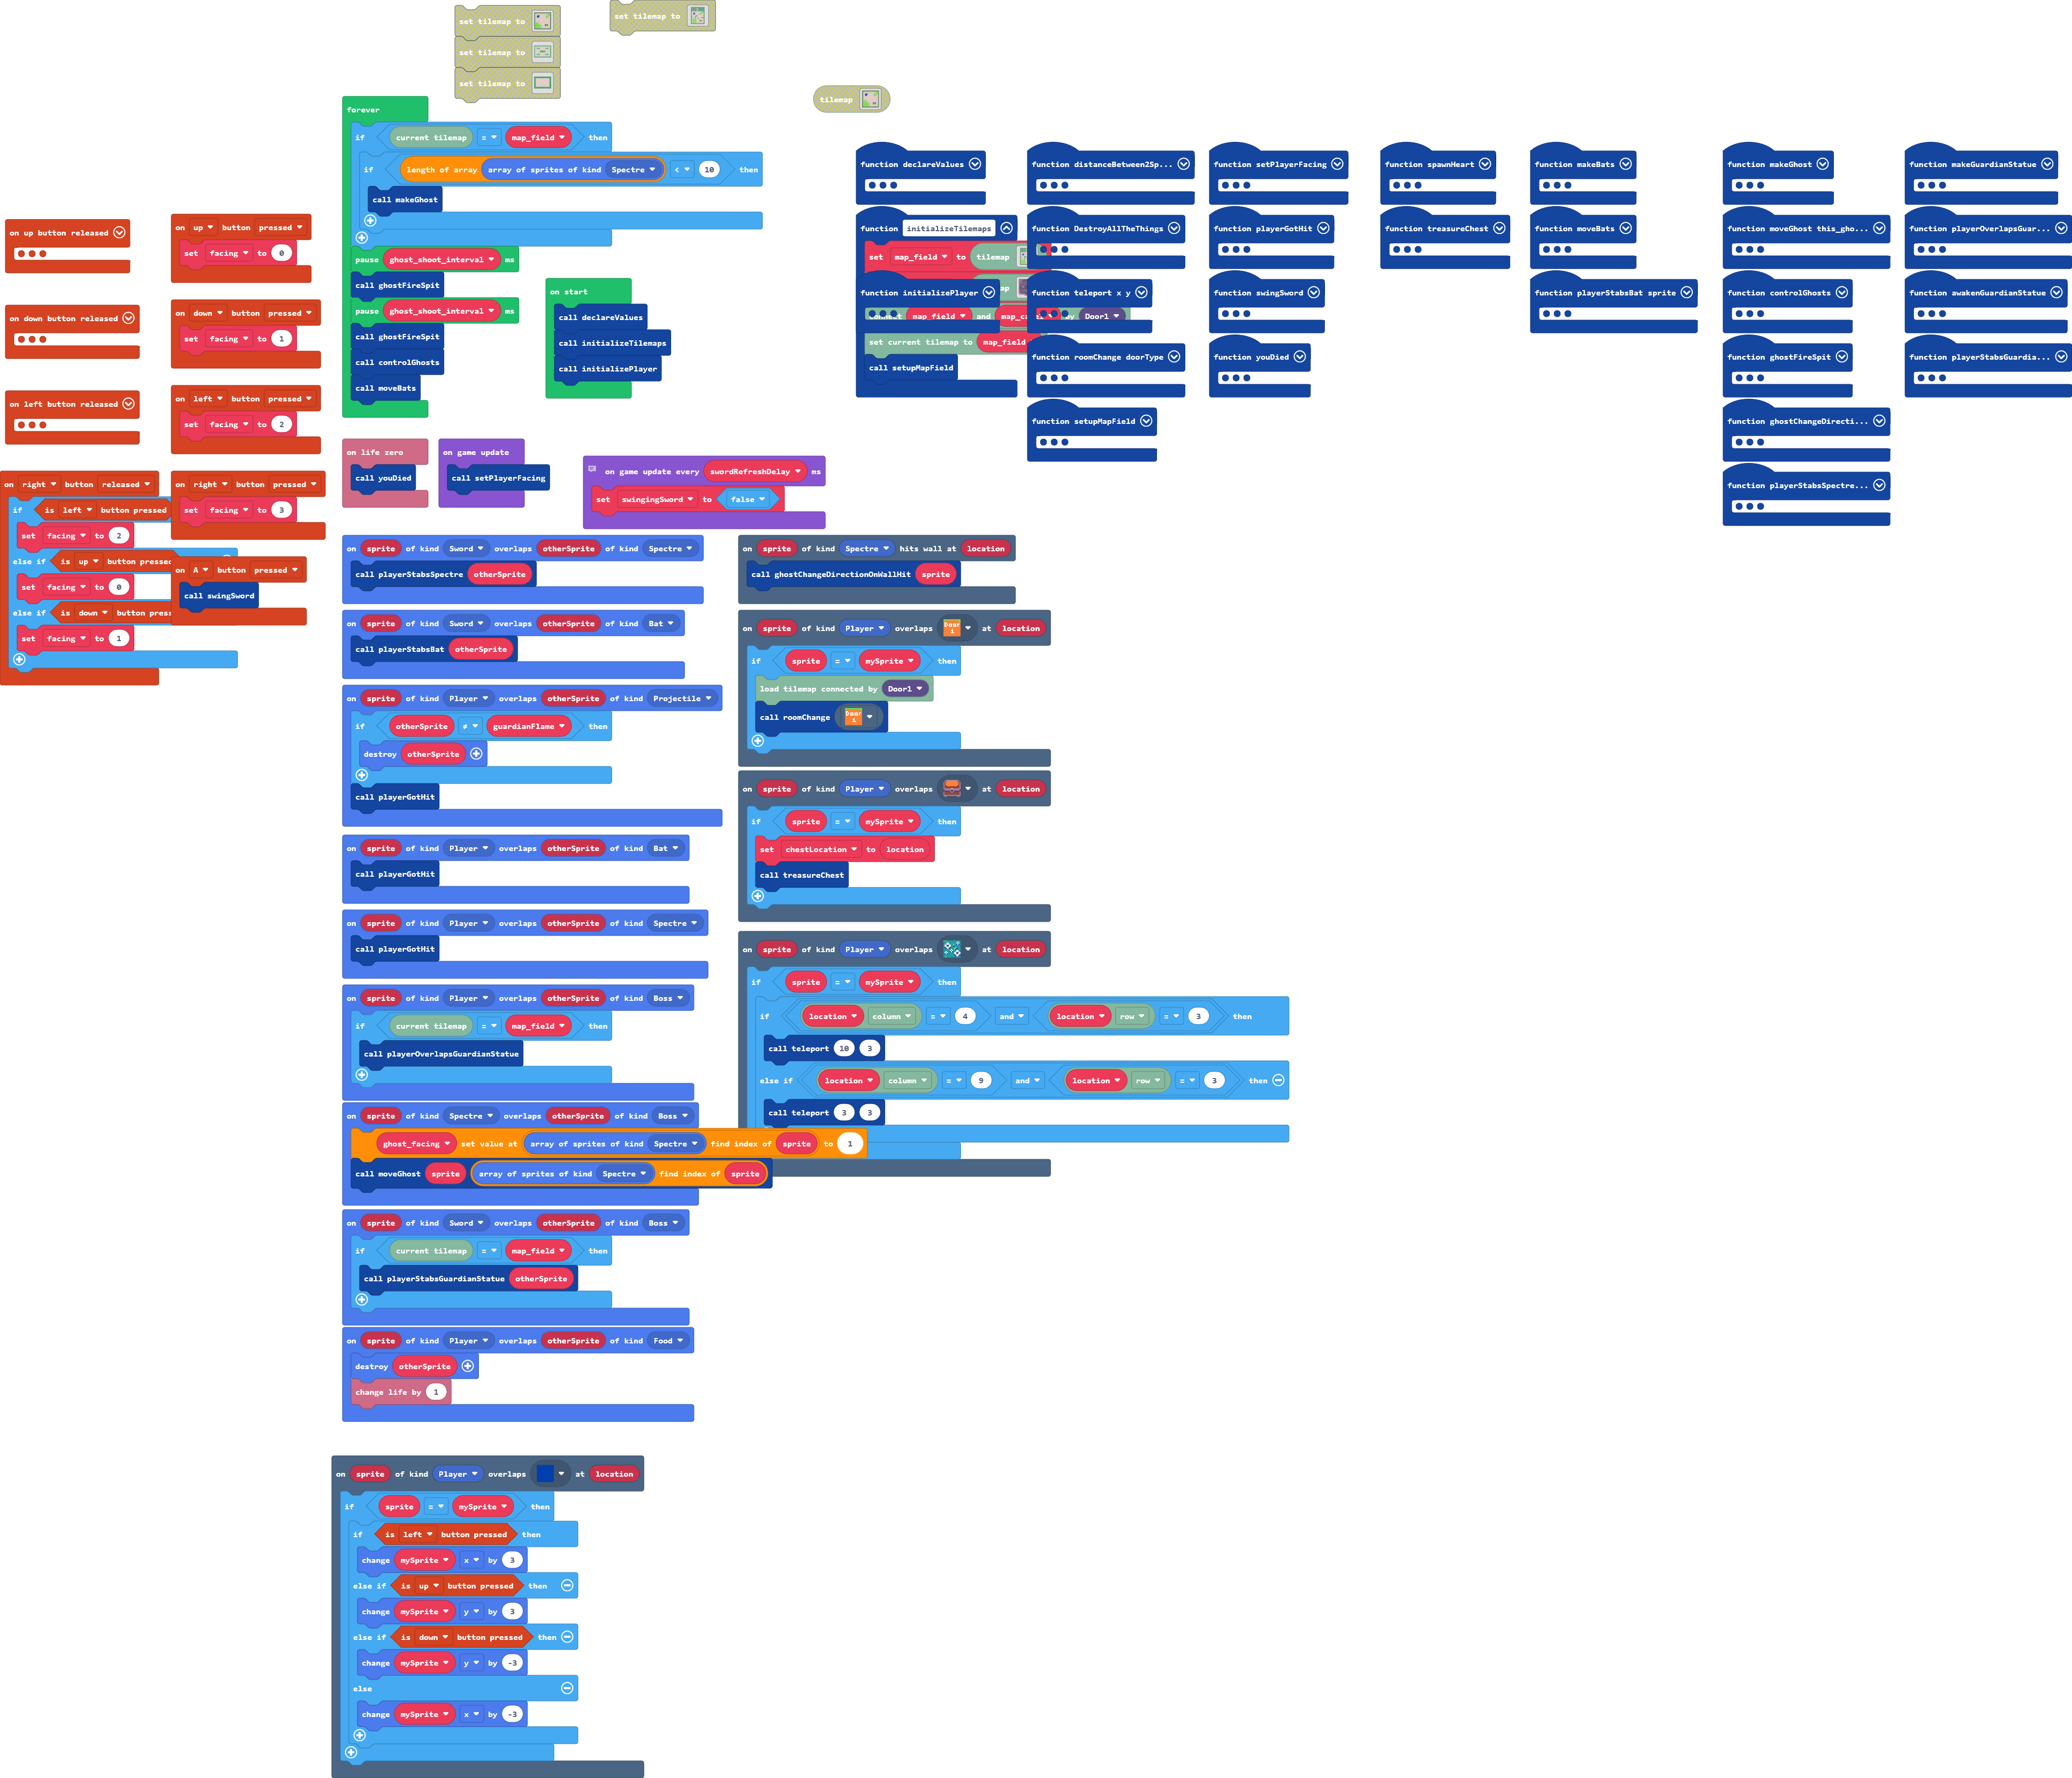 set tilemap to
set tilemap to
set tilemap to
set tilemap to
tilemap
on up button released
on down button released
on left button released
on right button released
if is left button pressed
set facing to 2
else if is up button pressed
set facing to 0
else if is down button press
set facing to 1
on up button pressed
set facing to 0
on down button pressed
set facing to 1
on left button pressed
set facing to 2
on right button pressed
set facing to 3
on A button pressed
call swingSword
forever
if current tilemap = map_field then
if length of array array of sprites of kind Spectre < 10 then
call makeGhost
pause ghost_shoot_interval ms
call ghostFireSpit
pause ghost_shoot_interval ms
call ghostFireSpit
call controlGhosts
call moveBats
on start
call declareValues
call initializeTilemaps
call initializePlayer
on life zero
call youDied
on game update
call setPlayerFacing
on game update every swordRefreshDelay ms
set swingingSword to false
on sprite of kind Sword overlaps otherSprite of kind Spectre
call playerStabsSpectre otherSprite
on sprite of kind Sword overlaps otherSprite of kind Bat
call playerStabsBat otherSprite
on sprite of kind Player overlaps otherSprite of kind Projectile
if otherSprite ≠ guardianFlame then
destroy otherSprite
call playerGotHit
on sprite of kind Player overlaps otherSprite of kind Bat
call playerGotHit
on sprite of kind Player overlaps otherSprite of kind Spectre
call playerGotHit
on sprite of kind Player overlaps otherSprite of kind Boss
if current tilemap = map_field then
call playerOverlapsGuardianStatue
on sprite of kind Spectre overlaps otherSprite of kind Boss
ghost_facing set value at array of sprites of kind Spectre find index of sprite to 1
call moveGhost sprite array of sprites of kind Spectre find index of sprite
on sprite of kind Sword overlaps otherSprite of kind Boss
if current tilemap = map_field then
call playerStabsGuardianStatue otherSprite
on sprite of kind Player overlaps otherSprite of kind Food
destroy otherSprite
change life by 1
on sprite of kind Spectre hits wall at location
call ghostChangeDirectionOnWallHit sprite
on sprite of kind Player overlaps Door 1 at location
if sprite = mySprite then
load tilemap connected by Door1
call roomChange Door 1
on sprite of kind Player overlaps at location
if sprite = mySprite then
set chestLocation to location
call treasureChest
on sprite of kind Player overlaps at location
if sprite = mySprite then
if location column = 4 and location row = 3 then
call teleport 10 3
else if location column = 9 and location row = 3 then
call teleport 3 3
on sprite of kind Player overlaps at location
if sprite = mySprite then
if is left button pressed then
change mySprite x by 3
else if is up button pressed then
change mySprite y by 3
else if is down button pressed then
change mySprite y by -3
else
change mySprite x by -3
function declareValues
function initializeTilemaps
set map_field to tilemap
function initializePlayer
map_field and by Door1
set current tilemap to map_field
call setupMapField
function distanceBetween2Sp...
function DestroyAllTheThings
function teleport x y
function roomChange doorType
function setupMapField
function setPlayerFacing
function playerGotHit
function swingSword
function youDied
function spawnHeart
function treasureChest
function makeBats
function moveBats
function playerStabsBat sprite
function makeGhost
function moveGhost this_gho...
function controlGhosts
function ghostFireSpit
function ghostChangeDirecti...
function playerStabsSpectre...
function makeGuardianStatue
function playerOverlapsGuar...
function awakenGuardianStatue
function playerStabsGuardia...